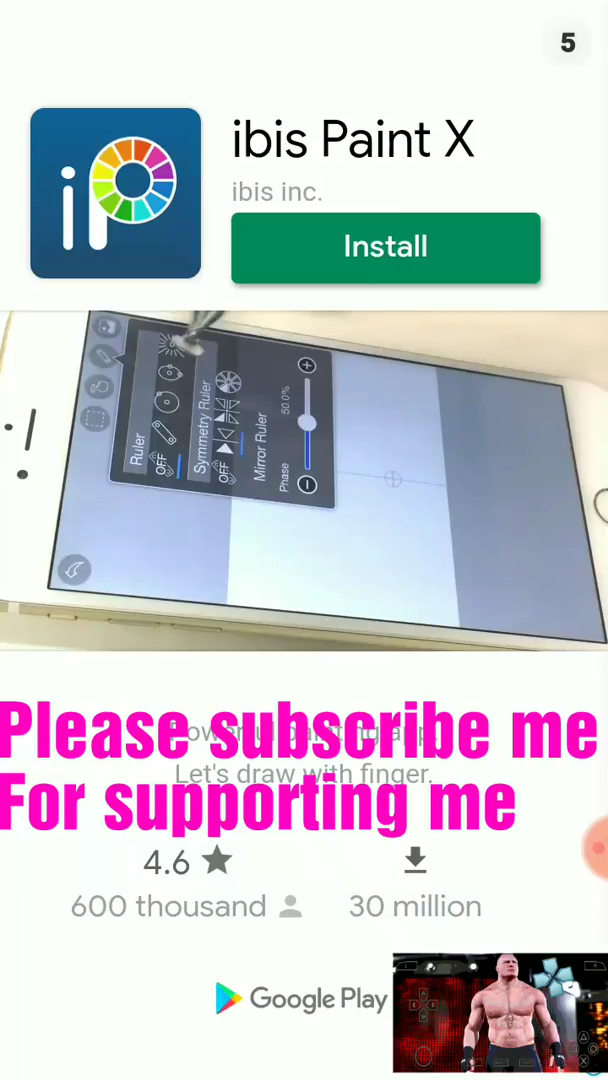 5
ibis Paint X
ibis inc.
Install
Ruler
OFF
Symmetry Ruler
OFF
Mirror Ruler
Phase
50.0%
Please subscribe me
Let's draw with finger.
For supporting me
4.6
600 thousand
30 million
Google Play